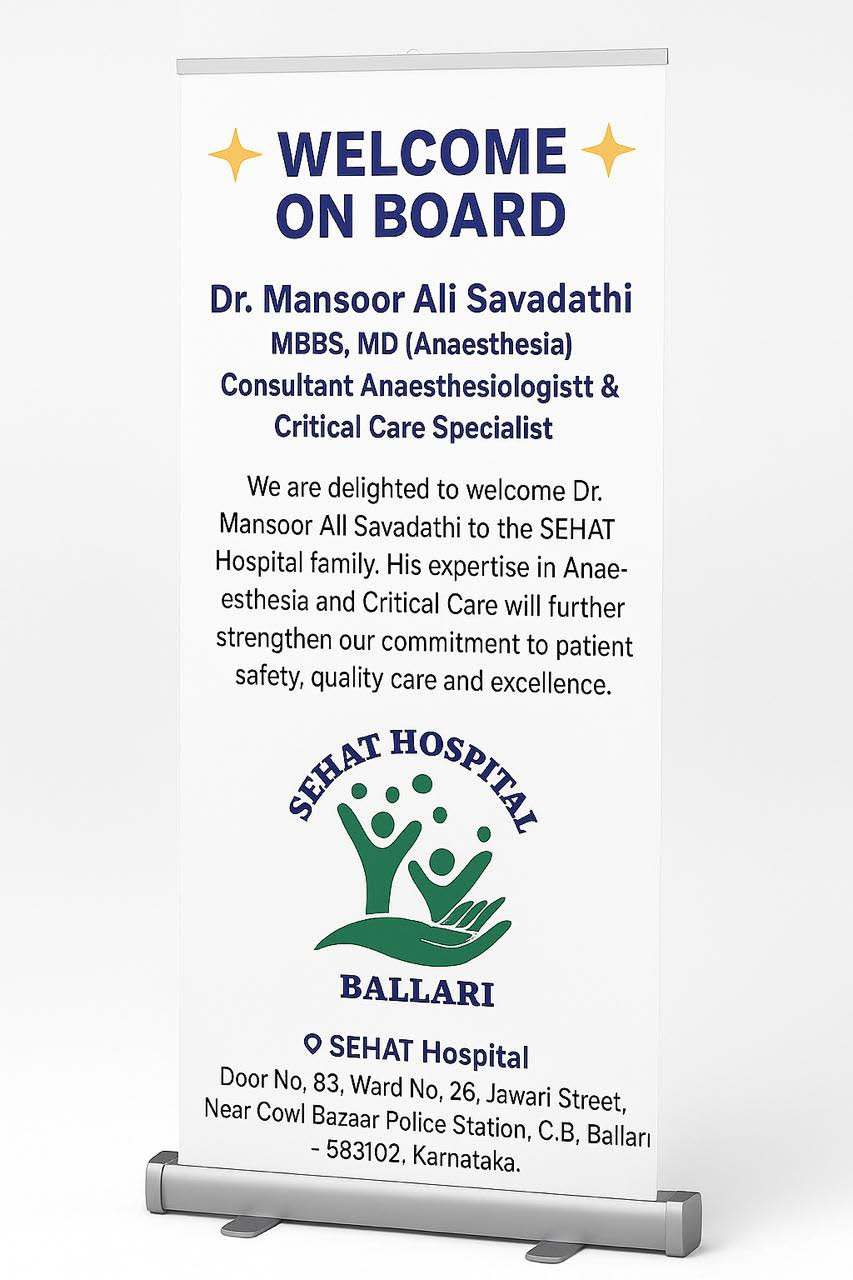 WELCOME
ON BOARD
Dr. Mansoor Ali Savadathi
MBBS, MD (Anaesthesia)
Consultant Anaesthesiologistt &
Critical Care Specialist
We are delighted to welcome Dr.
Mansoor All Savadathi to the SEHAT
Hospital family. His expertise in Anae-
esthesia and Critical Care will further
strengthen our commitment to patient
safety, quality care and excellence.
SEHAT HOSPITAL
BALLARI
SEHAT Hospital
Door No, 83, Ward No, 26, Jawari Street,
Near Cowl Bazaar Police Station, C.B, Balları
- 583102, Karnataka.